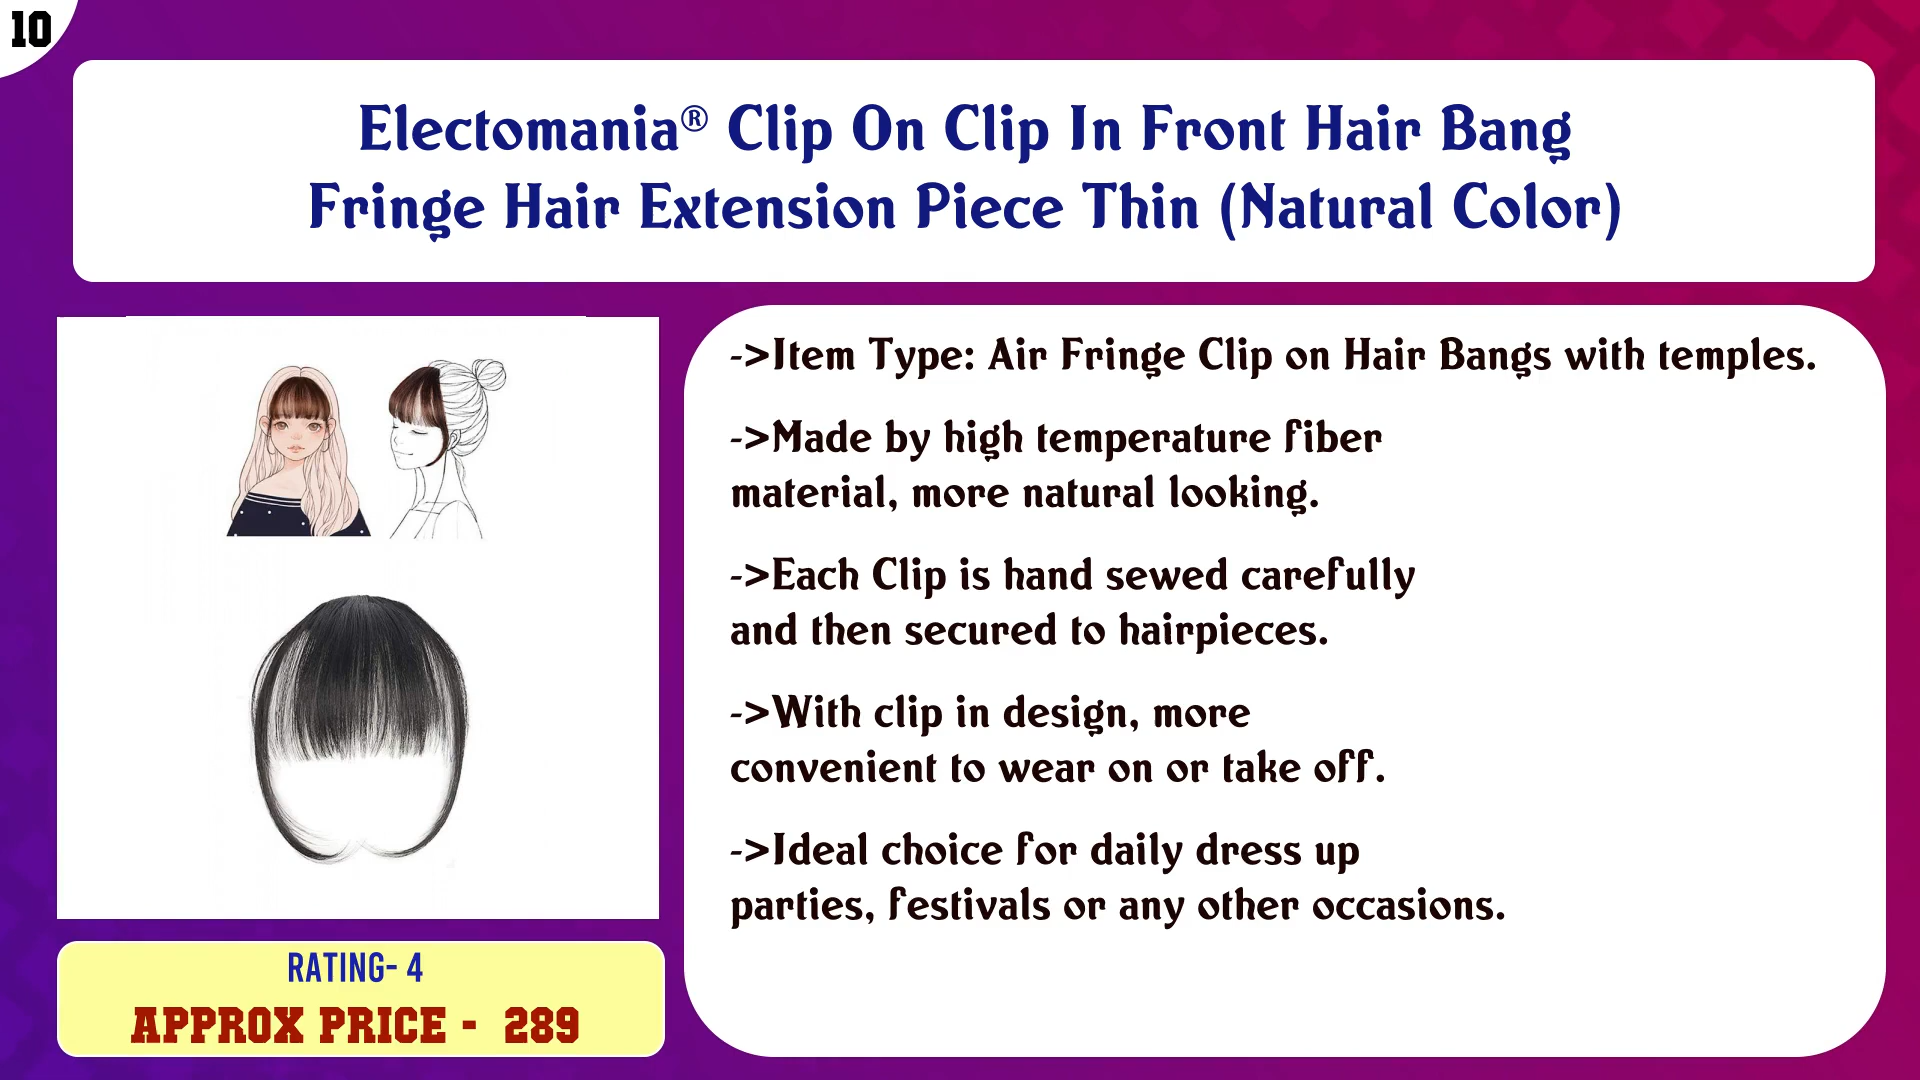 10
Electomania® Clip On Clip In Front Hair Bang
Fringe Hair Extension Piece Thin (Natural Color)
->Item Type: Air Fringe Clip on Hair Bangs with temples.
->Made by high temperature fiber
material, more natural looking.
->Each Clip is hand sewed carefully
and then secured to hairpieces.
->With clip in design, more
convenient to wear on or take off.
->Ideal choice for daily dress up
parties, festivals or any other occasions.
RATING- 4
APPROX PRICE - 289